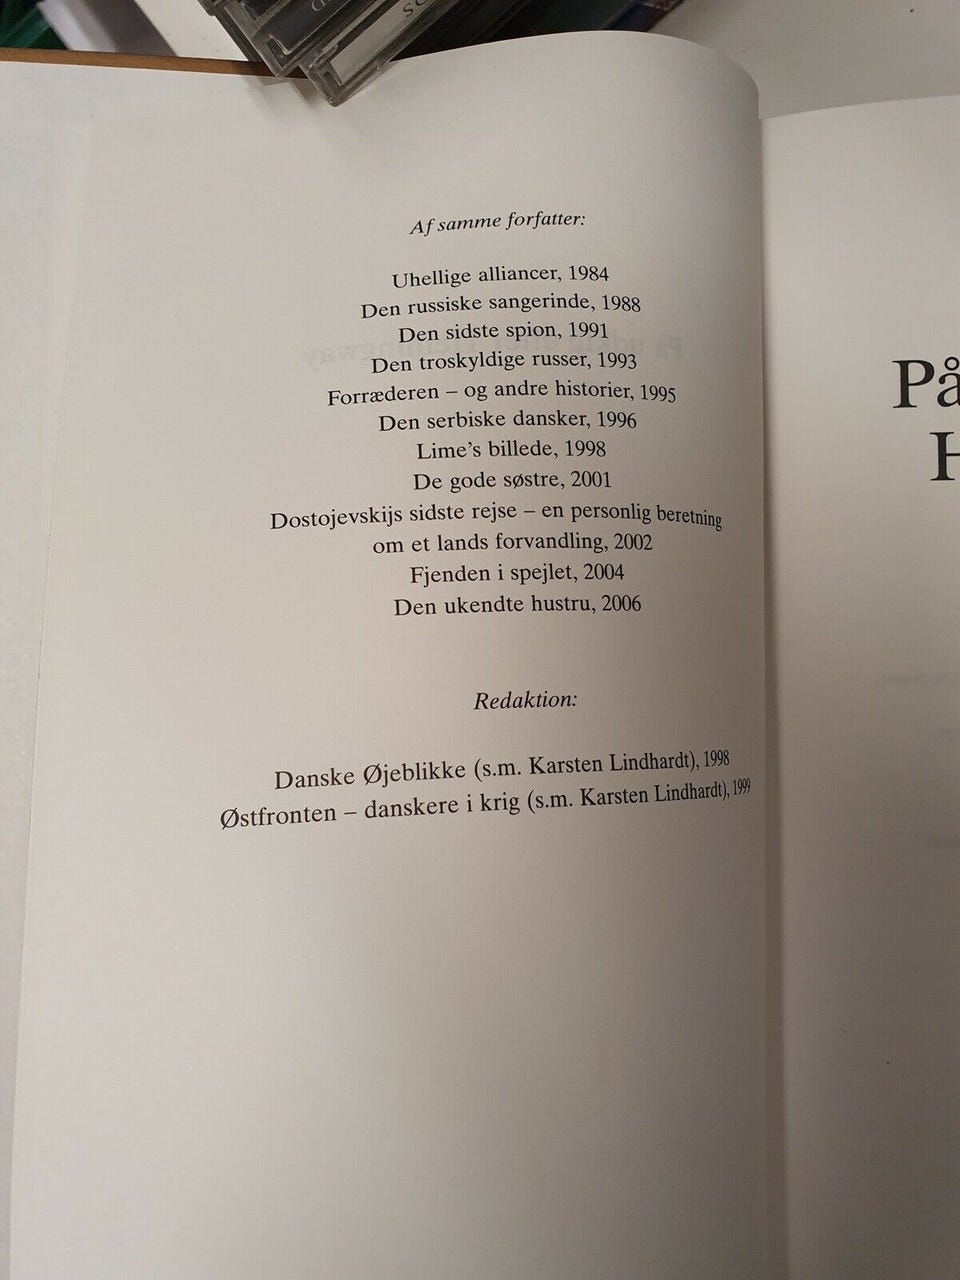 Af samme forfatter:
Uhellige alliancer, 1984
Den russiske sangerinde, 1988
Den sidste spion, 1991
Den troskyldige russer, 1993
Forræderen – og andre historier, 1995
Den serbiske dansker, 1996
Lime's billede, 1998
De gode søstre, 2001
Dostojevskijs sidste rejse – en personlig beretning
om et lands forvandling, 2002
Fjenden i spejlet, 2004
Den ukendte hustru, 2006
Redaktion:
Danske Øjeblikke (s.m. Karsten Lindhardt), 1998
Østfronten – danskere i krig (s.m. Karsten Lindhardt), 1999
På
H